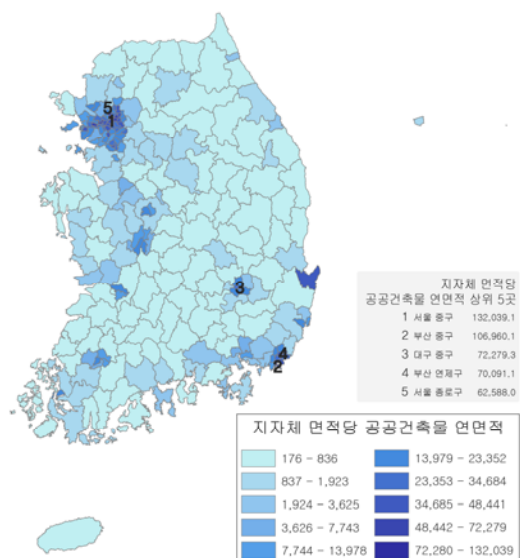 5
1
3
4
2
지자체 면적당
공공건축물 연면적 상위 5곳
1 서울 중구 132,039.1
2 부산 중구 106,960.1
3 대구 중구 72,279.3
4 부산 연제구 70,091.1
5 서울 종로구 62,588.0
지자체 면적당 공공건축물 연면적
176 - 836
837 - 1,923
1,924 - 3,625
3,626 - 7,743
7,744 - 13,978
13,979 - 23,352
23,353 - 34,684
34,685 - 48,441
48,442 - 72,279
72,280 - 132,039